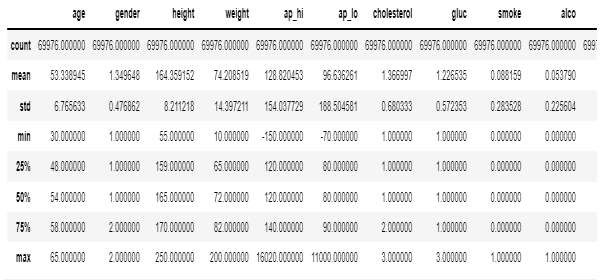 age gender height weight ap_hi ap_lo cholesterol gluc smoke alco
count 69976.000000 69976.000000 69976.000000 69976.000000 69976.000000 69976.000000 69976.000000 69976.000000 69976.000000 69976.000000
mean 53.338945 1.349648 164.359152 74.208519 128.820453 96.636261 1.366997 1.226535 0.088159 0.053790
std 6.765633 0.476862 8.211218 14.397211 154.037729 188.504581 0.680333 0.572353 0.283528 0.225604
min 30.000000 1.000000 55.000000 10.000000 -150.000000 -70.000000 1.000000 1.000000 0.000000 0.000000
25% 48.000000 1.000000 159.000000 65.000000 120.000000 80.000000 1.000000 1.000000 0.000000 0.000000
50% 54.000000 1.000000 165.000000 72.000000 120.000000 80.000000 1.000000 1.000000 0.000000 0.000000
75% 58.000000 2.000000 170.000000 82.000000 140.000000 90.000000 2.000000 1.000000 0.000000 0.000000
max 65.000000 2.000000 250.000000 200.000000 16020.000000 11000.000000 3.000000 3.000000 1.000000 1.000000